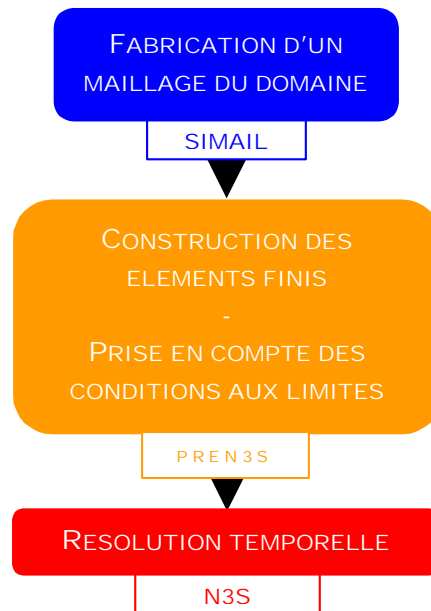 FABRICATION D'UN
MAILLAGE DU DOMAINE
SIMAIL
CONSTRUCTION DES
ELEMENTS FINIS
-
PRISE EN COMPTE DES
CONDITIONS AUX LIMITES
PREN3S
RESOLUTION TEMPORELLE
N3S